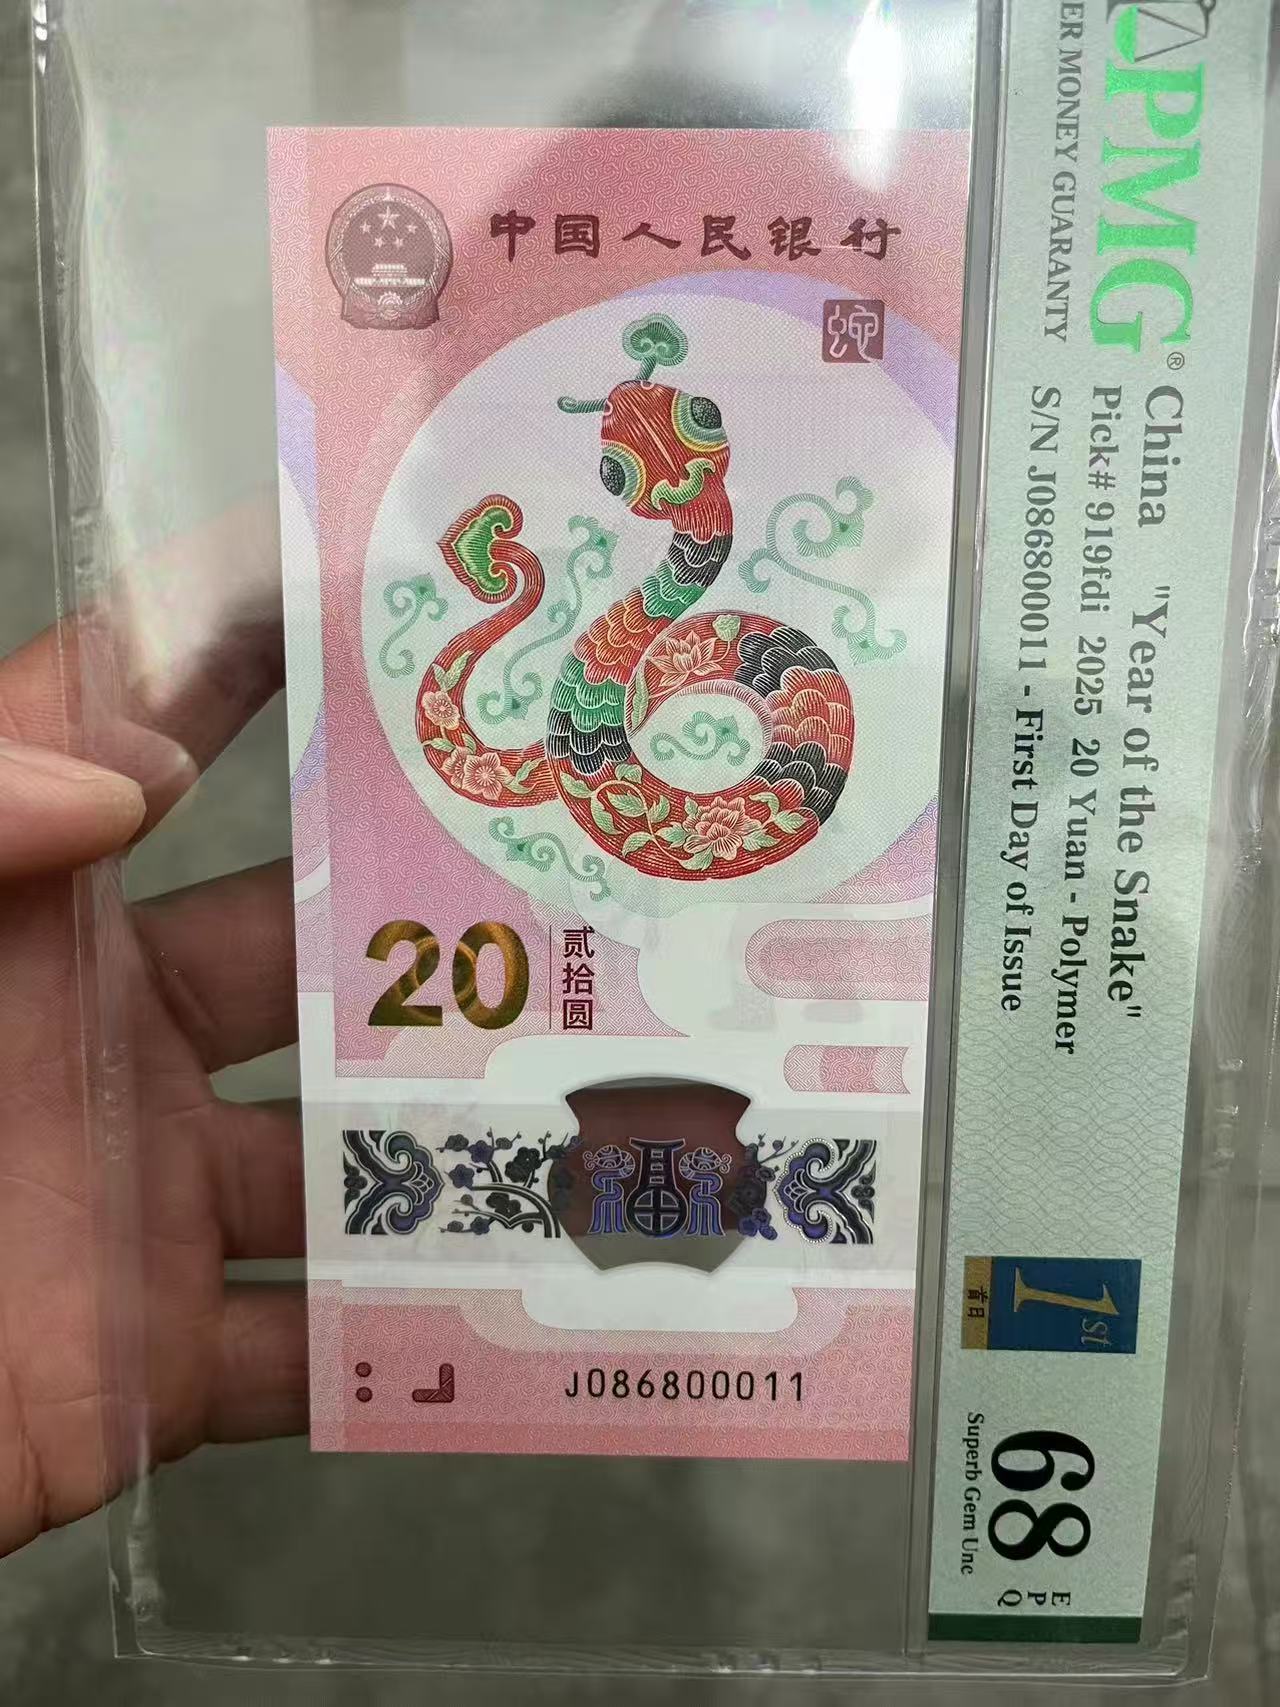 中国人民银行
蛇
20
贰拾圆
J086800011
PMG®
ER MONEY GUARANTY
China "Year of the Snake"
Pick# 919fdi 2025 20 Yuan - Polymer
S/N J086800011 - First Day of Issue
1st
首日
68
EPQ
Superb Gem Unc